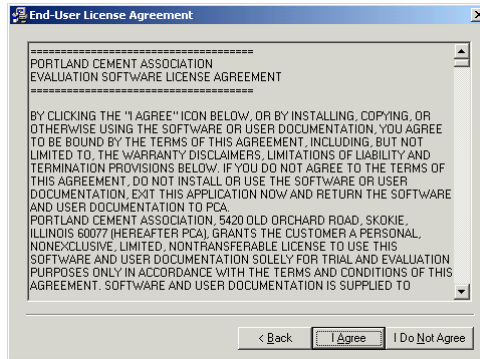 End-User License Agreement
====================================
PORTLAND CEMENT ASSOCIATION
EVALUATION SOFTWARE LICENSE AGREEMENT
====================================
BY CLICKING THE "I AGREE" ICON BELOW, OR BY INSTALLING, COPYING, OR
OTHERWISE USING THE SOFTWARE OR USER DOCUMENTATION, YOU AGREE
TO BE BOUND BY THE TERMS OF THIS AGREEMENT, INCLUDING, BUT NOT
LIMITED TO, THE WARRANTY DISCLAIMERS, LIMITATIONS OF LIABILITY AND
TERMINATION PROVISIONS BELOW. IF YOU DO NOT AGREE TO THE TERMS OF
THIS AGREEMENT, DO NOT INSTALL OR USE THE SOFTWARE OR USER
DOCUMENTATION, EXIT THIS APPLICATION NOW AND RETURN THE SOFTWARE
AND USER DOCUMENTATION TO PCA.
PORTLAND CEMENT ASSOCIATION, 5420 OLD ORCHARD ROAD, SKOKIE,
ILLINOIS 60077 (HEREAFTER PCA), GRANTS THE CUSTOMER A PERSONAL,
NONEXCLUSIVE, LIMITED, NONTRANSFERABLE LICENSE TO USE THIS
SOFTWARE AND USER DOCUMENTATION SOLELY FOR TRIAL AND EVALUATION
PURPOSES ONLY IN ACCORDANCE WITH THE TERMS AND CONDITIONS OF THIS
AGREEMENT. SOFTWARE AND USER DOCUMENTATION IS SUPPLIED TO
< Back I Agree I Do Not Agree